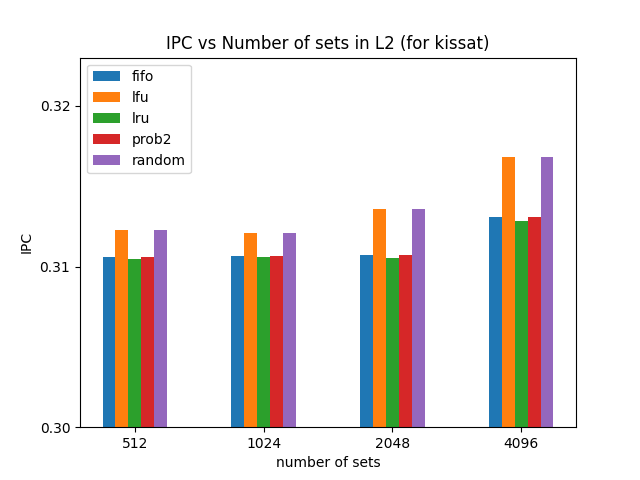 IPC vs Number of sets in L2 (for kissat)
fifo
lfu
lru
prob2
random
0.32
0.31
0.30
IPC
512 1024 2048 4096
number of sets